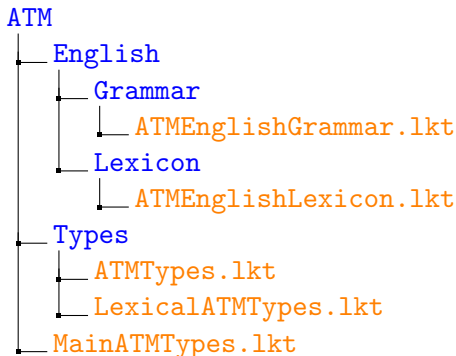 ATM
English
Grammar
ATMEnglishGrammar.lkt
Lexicon
ATMEnglishLexicon.lkt
Types
ATMTypes.lkt
LexicalATMTypes.lkt
MainATMTypes.lkt